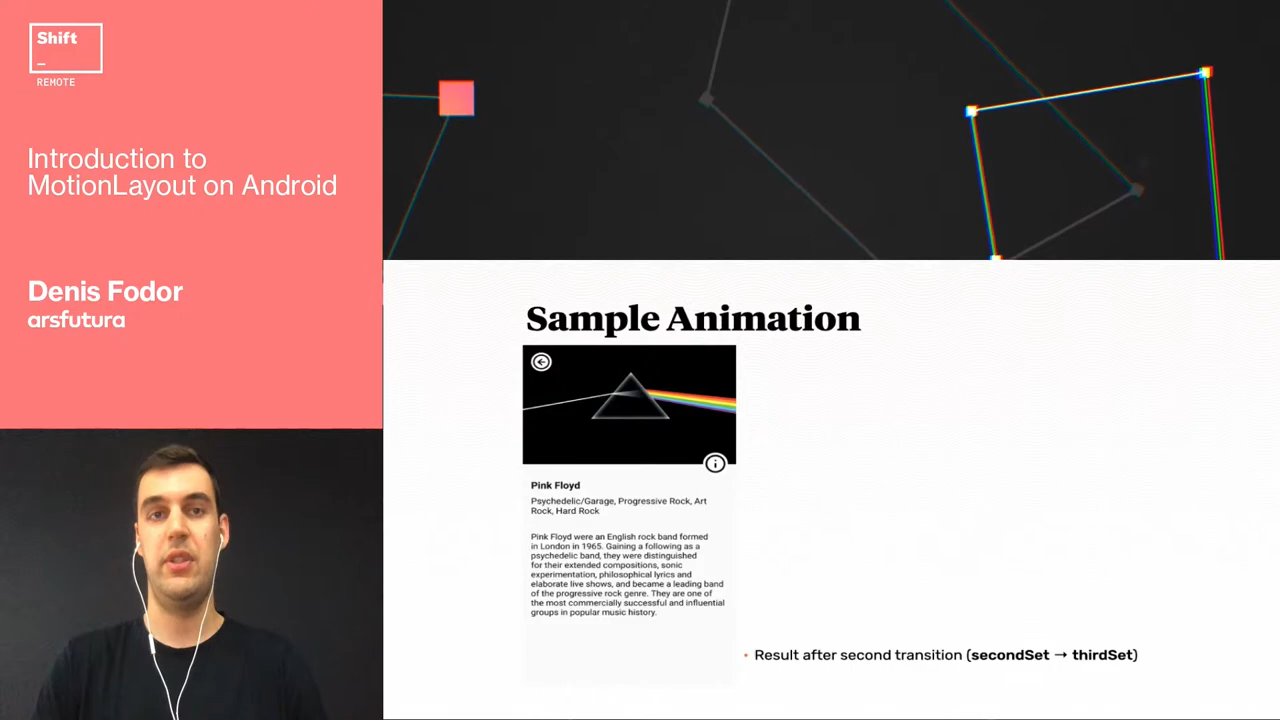 Shift
_
REMOTE
Introduction to
MotionLayout on Android
Denis Fodor
arsfutura
Sample Animation
Pink Floyd
Psychedelic/Garage, Progressive Rock, Art
Rock, Hard Rock
Pink Floyd were an English rock band formed
in London in 1965. Gaining a following as a
psychedelic band, they were distinguished
for their extended compositions, sonic
experimentation, philosophical lyrics and
elaborate live shows, and became a leading band
of the progressive rock genre. They are one of
the most commercially successful and influential
groups in popular music history.
• Result after second transition (secondSet → thirdSet)